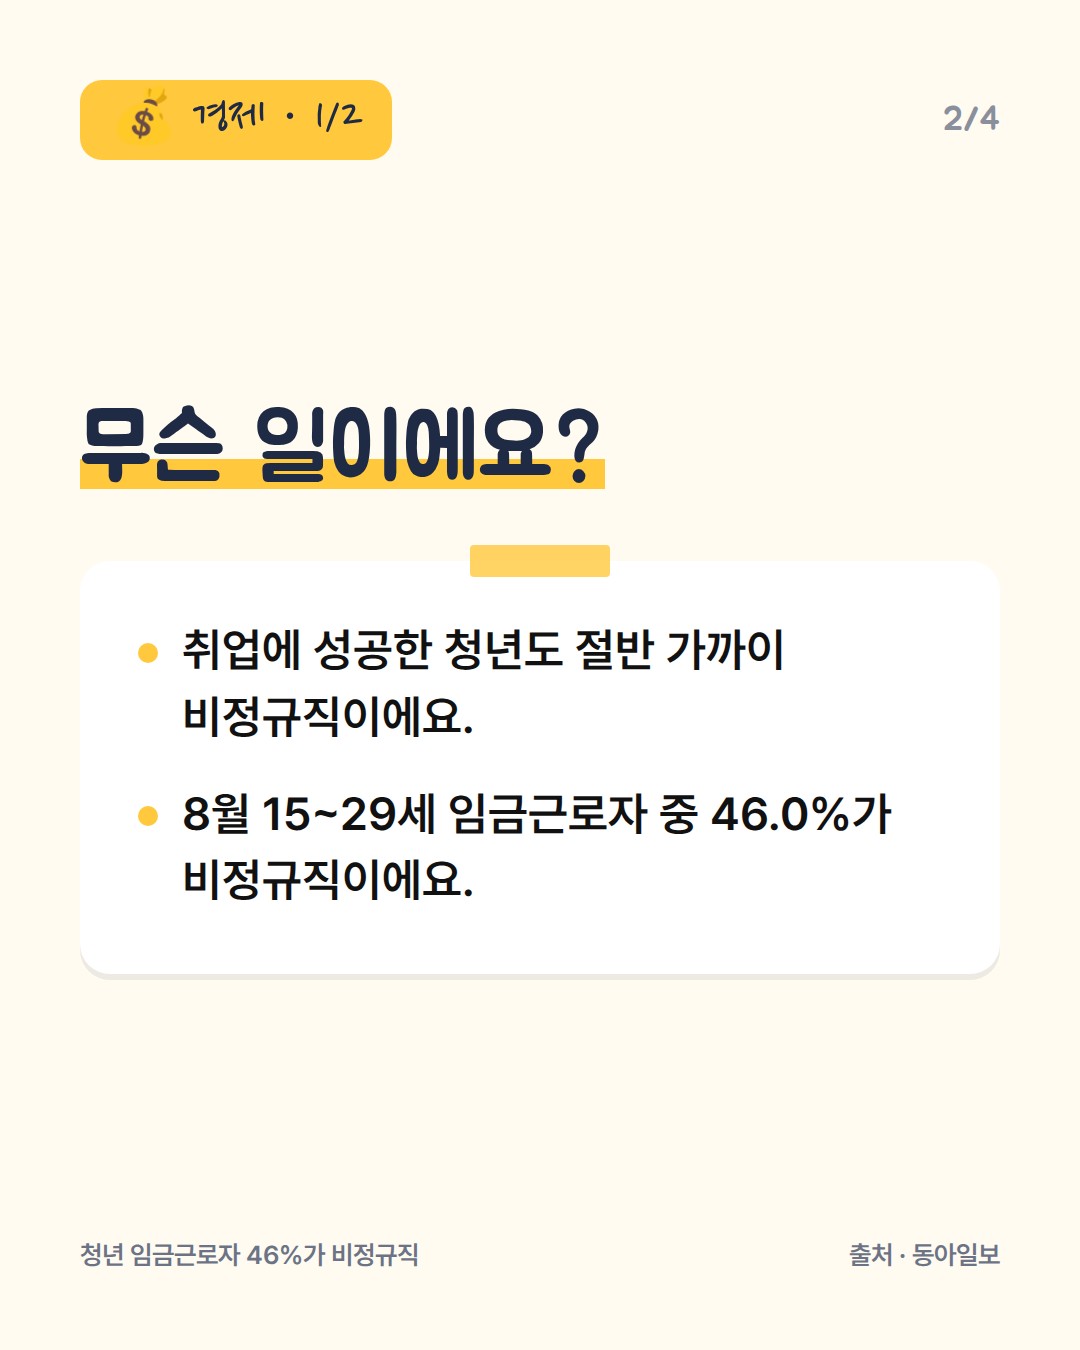 경제 · 1/2
2/4
무슨 일이에요?
취업에 성공한 청년도 절반 가까이
비정규직이에요.
8월 15~29세 임금근로자 중 46.0%가
비정규직이에요.
청년 임금근로자 46%가 비정규직
출처 · 동아일보